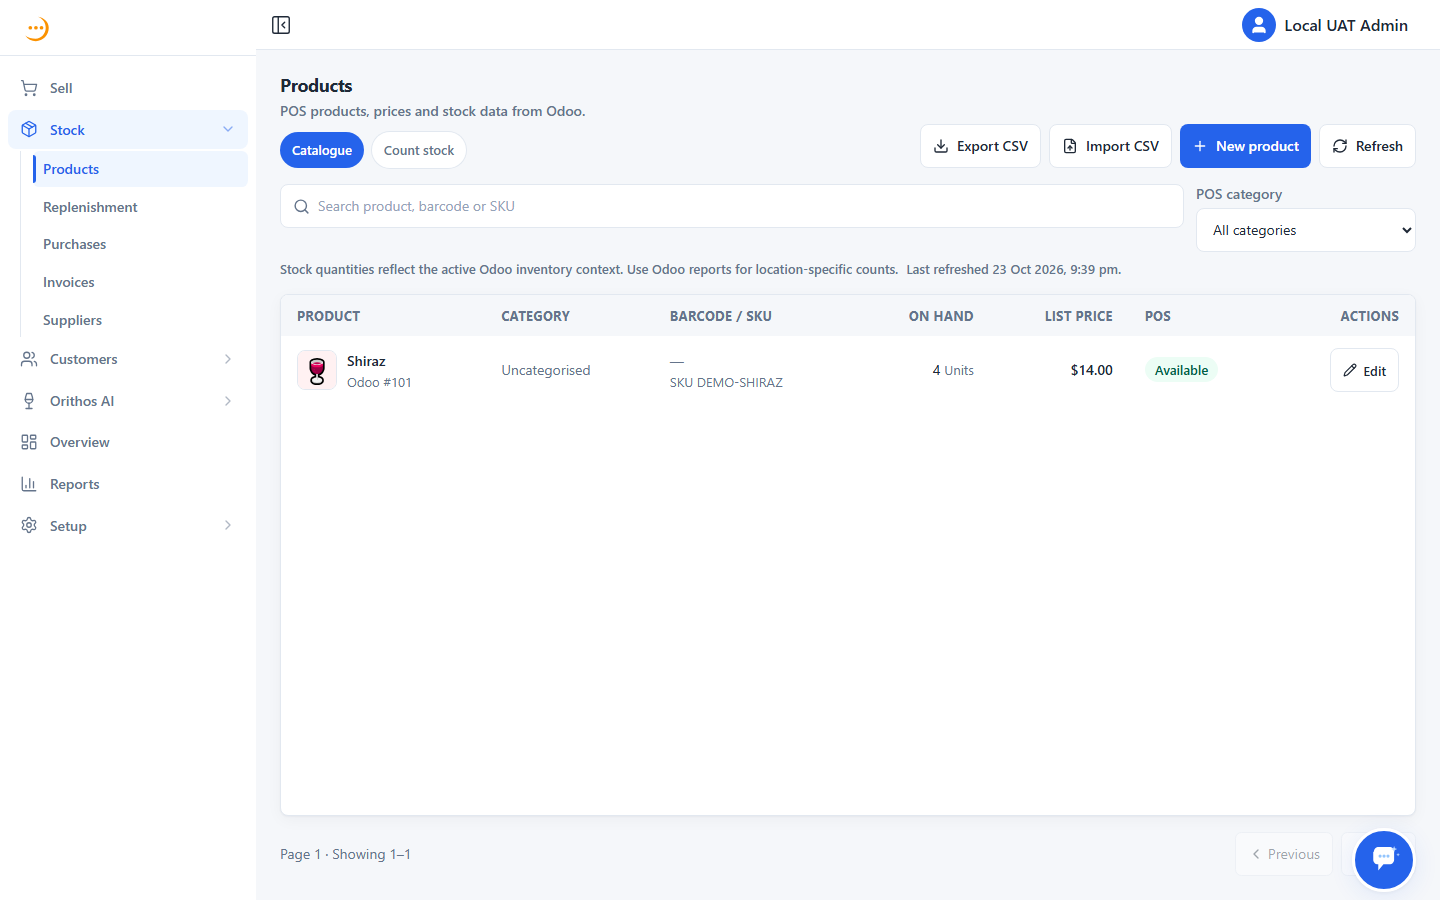 Local UAT Admin
Sell
Stock
Products
Replenishment
Purchases
Invoices
Suppliers
Customers
Orithos AI
Overview
Reports
Setup
Products
POS products, prices and stock data from Odoo.
Catalogue
Count stock
Export CSV
Import CSV
New product
Refresh
Search product, barcode or SKU
POS category
All categories
Stock quantities reflect the active Odoo inventory context. Use Odoo reports for location-specific counts. Last refreshed 23 Oct 2026, 9:39 pm.
PRODUCT CATEGORY BARCODE / SKU ON HAND LIST PRICE POS ACTIONS
Shiraz
Odoo #101
Uncategorised
—
SKU DEMO-SHIRAZ
4 Units
$14.00
Available
Edit
Page 1 · Showing 1–1
Previous